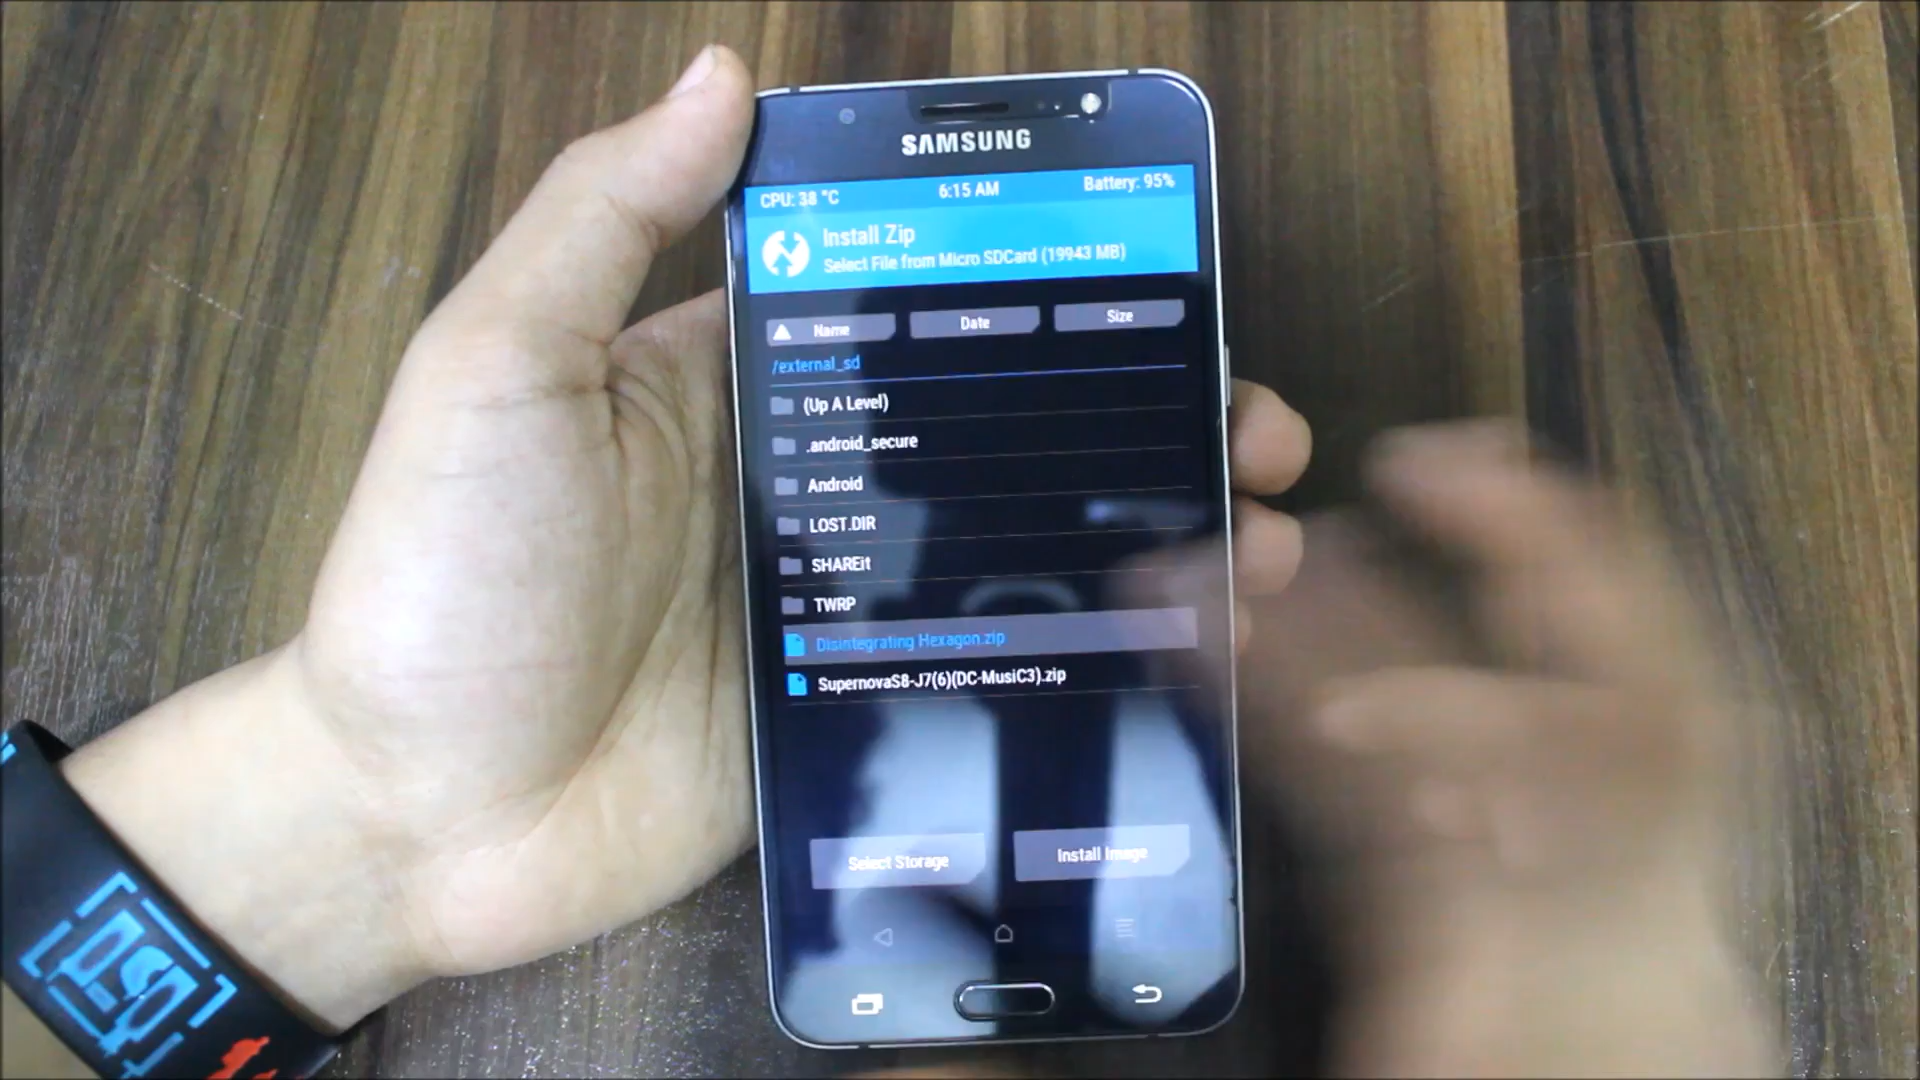 SAMSUNG
CPU: 38 °C 6:15 AM Battery: 95%
Install Zip
Select File from Micro SDCard (19943 MB)
Name Date Size
/external_sd
(Up A Level)
.android_secure
Android
LOST.DIR
SHAREit
TWRP
Disintegrating Hexagon.zip
SupernovaS8-J7(6)(DC-MusiC3).zip
Select Storage Install Image